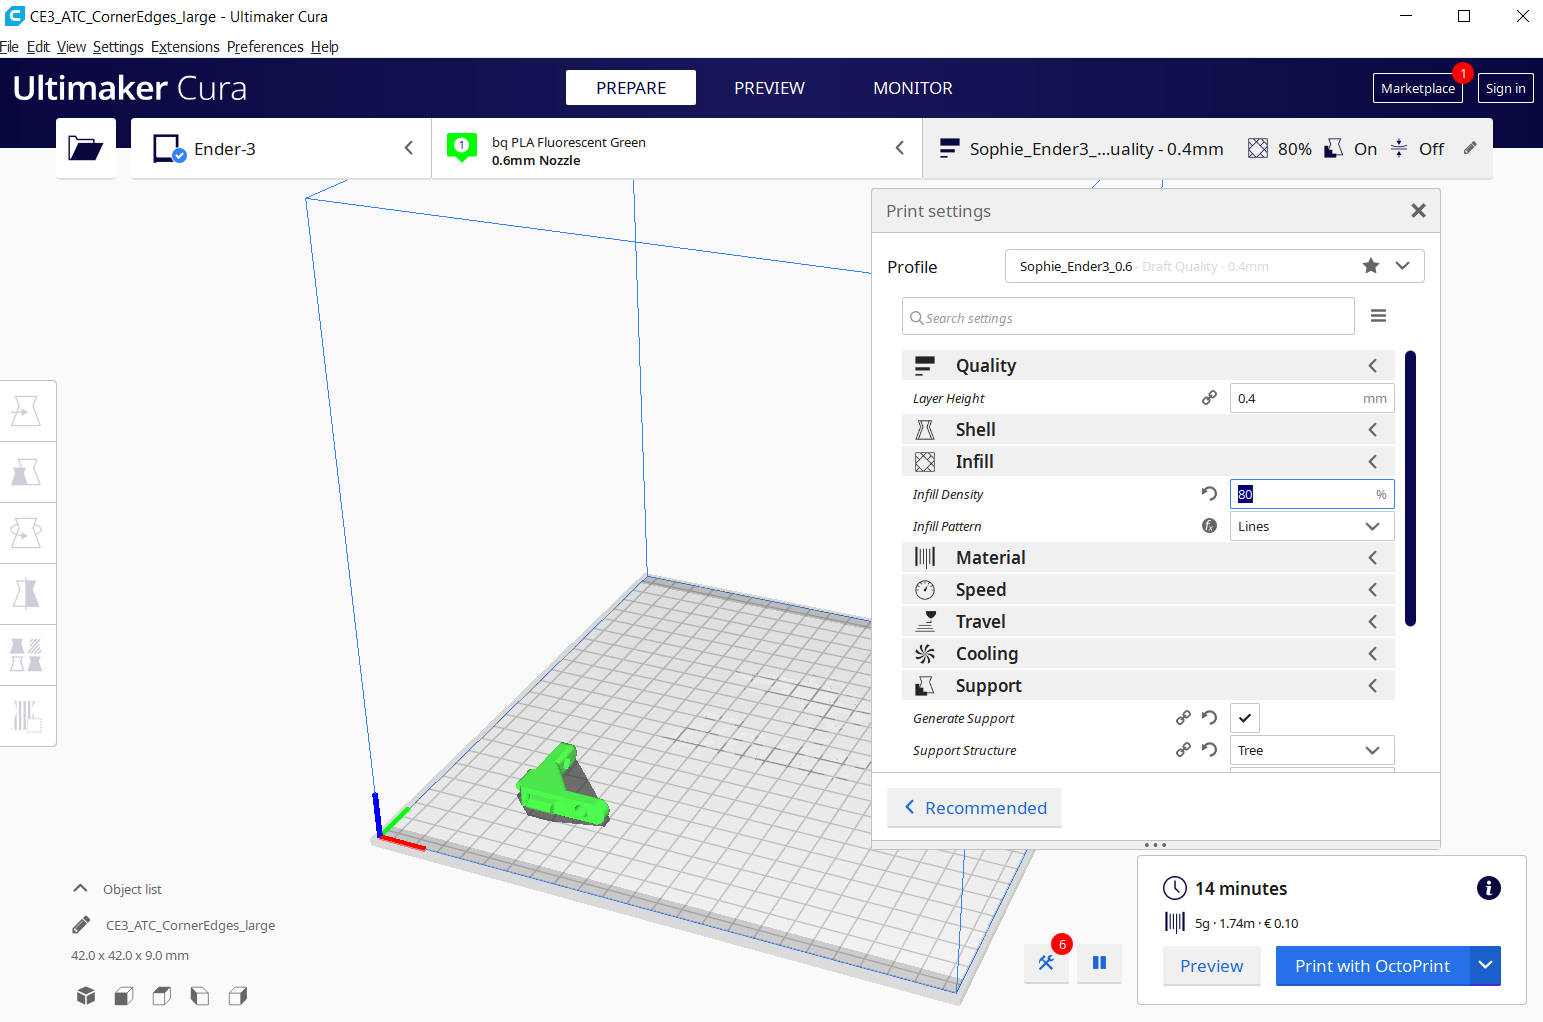 CE3_ATC_CornerEdges_large - Ultimaker Cura
File Edit View Settings Extensions Preferences Help
Ultimaker Cura
PREPARE
PREVIEW
MONITOR
Marketplace
1
Sign in
Ender-3
1
bq PLA Fluorescent Green
0.6mm Nozzle
Sophie_Ender3_...uality - 0.4mm
80%
On
Off
Print settings
Profile
Sophie_Ender3_0.6 - Draft Quality - 0.4mm
Search settings
Quality
Layer Height
0.4 mm
Shell
Infill
Infill Density
80 %
Infill Pattern
Lines
Material
Speed
Travel
Cooling
Support
Generate Support
Support Structure
Tree
Recommended
Object list
CE3_ATC_CornerEdges_large
42.0 x 42.0 x 9.0 mm
6
14 minutes
5g · 1.74m · € 0.10
Preview
Print with OctoPrint